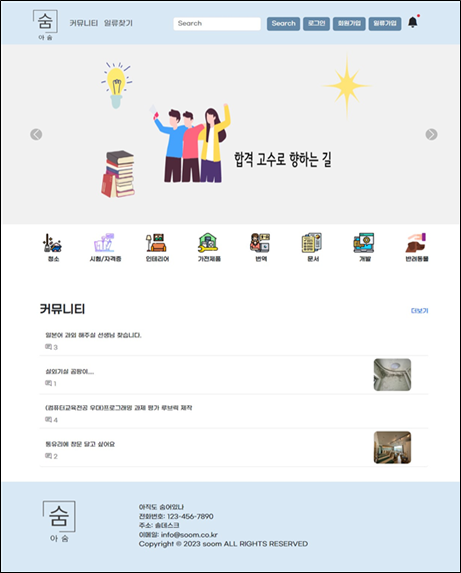 숨
아 숨
커뮤니티 일류찾기
Search
Search
로그인
회원가입
일류가입
합격 고수로 향하는 길
청소 시험/자격증 인테리어 가전제품 번역 문서 개발 반려동물
커뮤니티
더보기
일본어 과외 해주실 선생님 찾습니다.
3
실외기실 곰팡이....
1
(컴퓨터교육전공 우대)프로그래밍 과제 평가 루브릭 제작
4
통유리에 창문 달고 싶어요
2
숨
아 숨
아직도 숨어있나
전화번호: 123-456-7890
주소: 숨데스크
이메일: info@soom.co.kr
Copyright © 2023 soom ALL RIGHTS RESERVED